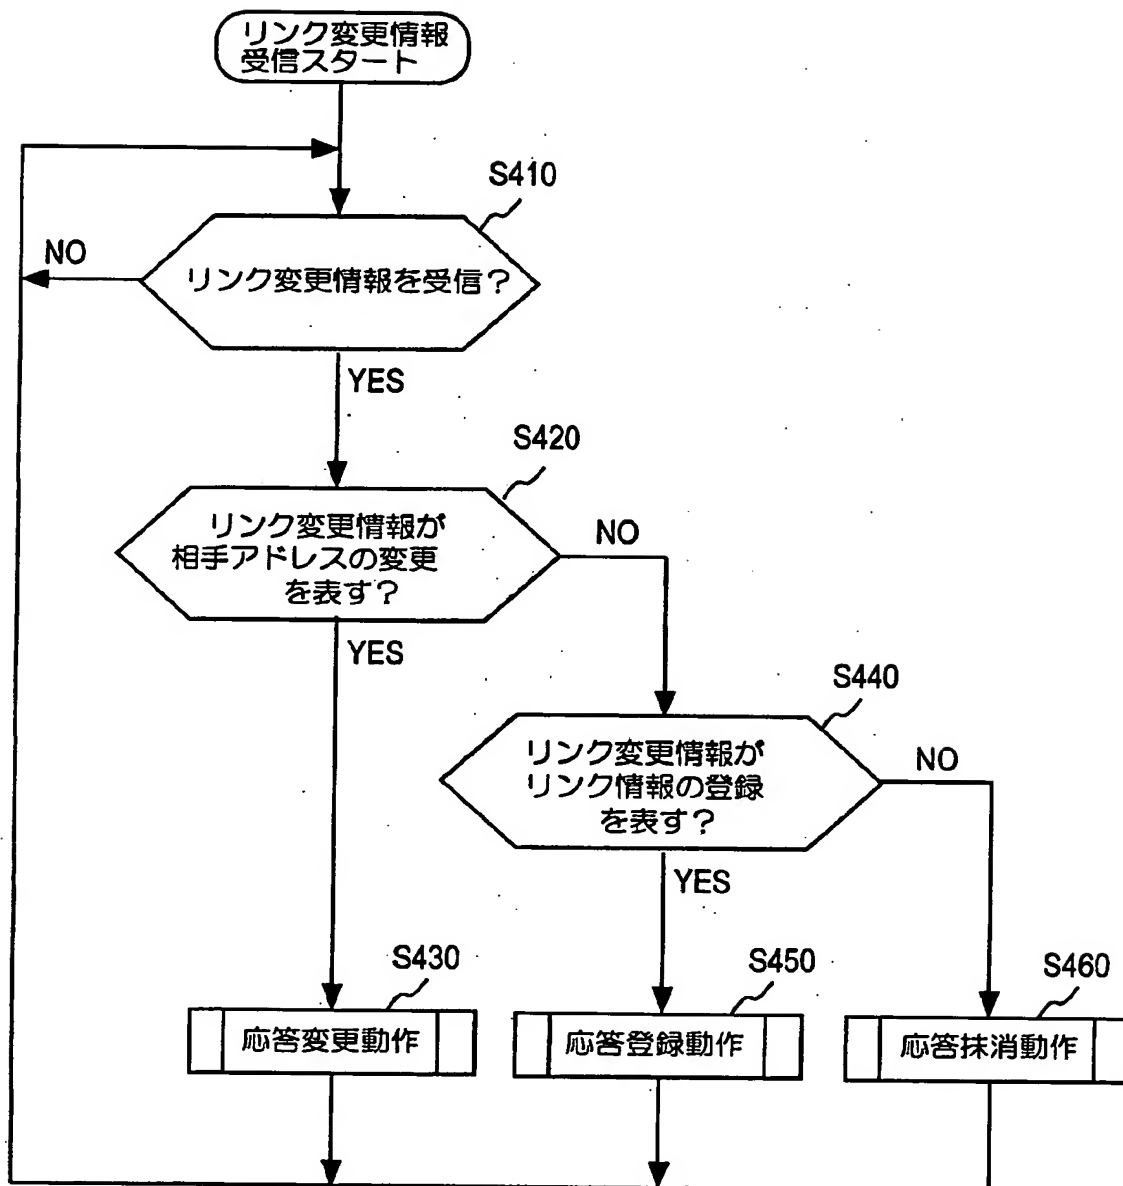 リンク変更情報
受信スタート
S410
NO
リンク変更情報を受信？
YES
S420
リンク変更情報が
相手アドレスの変更
を表す？
NO
YES
S440
リンク変更情報が
リンク情報の登録
を表す？
NO
YES
S430
応答変更動作
S450
応答登録動作
S460
応答抹消動作